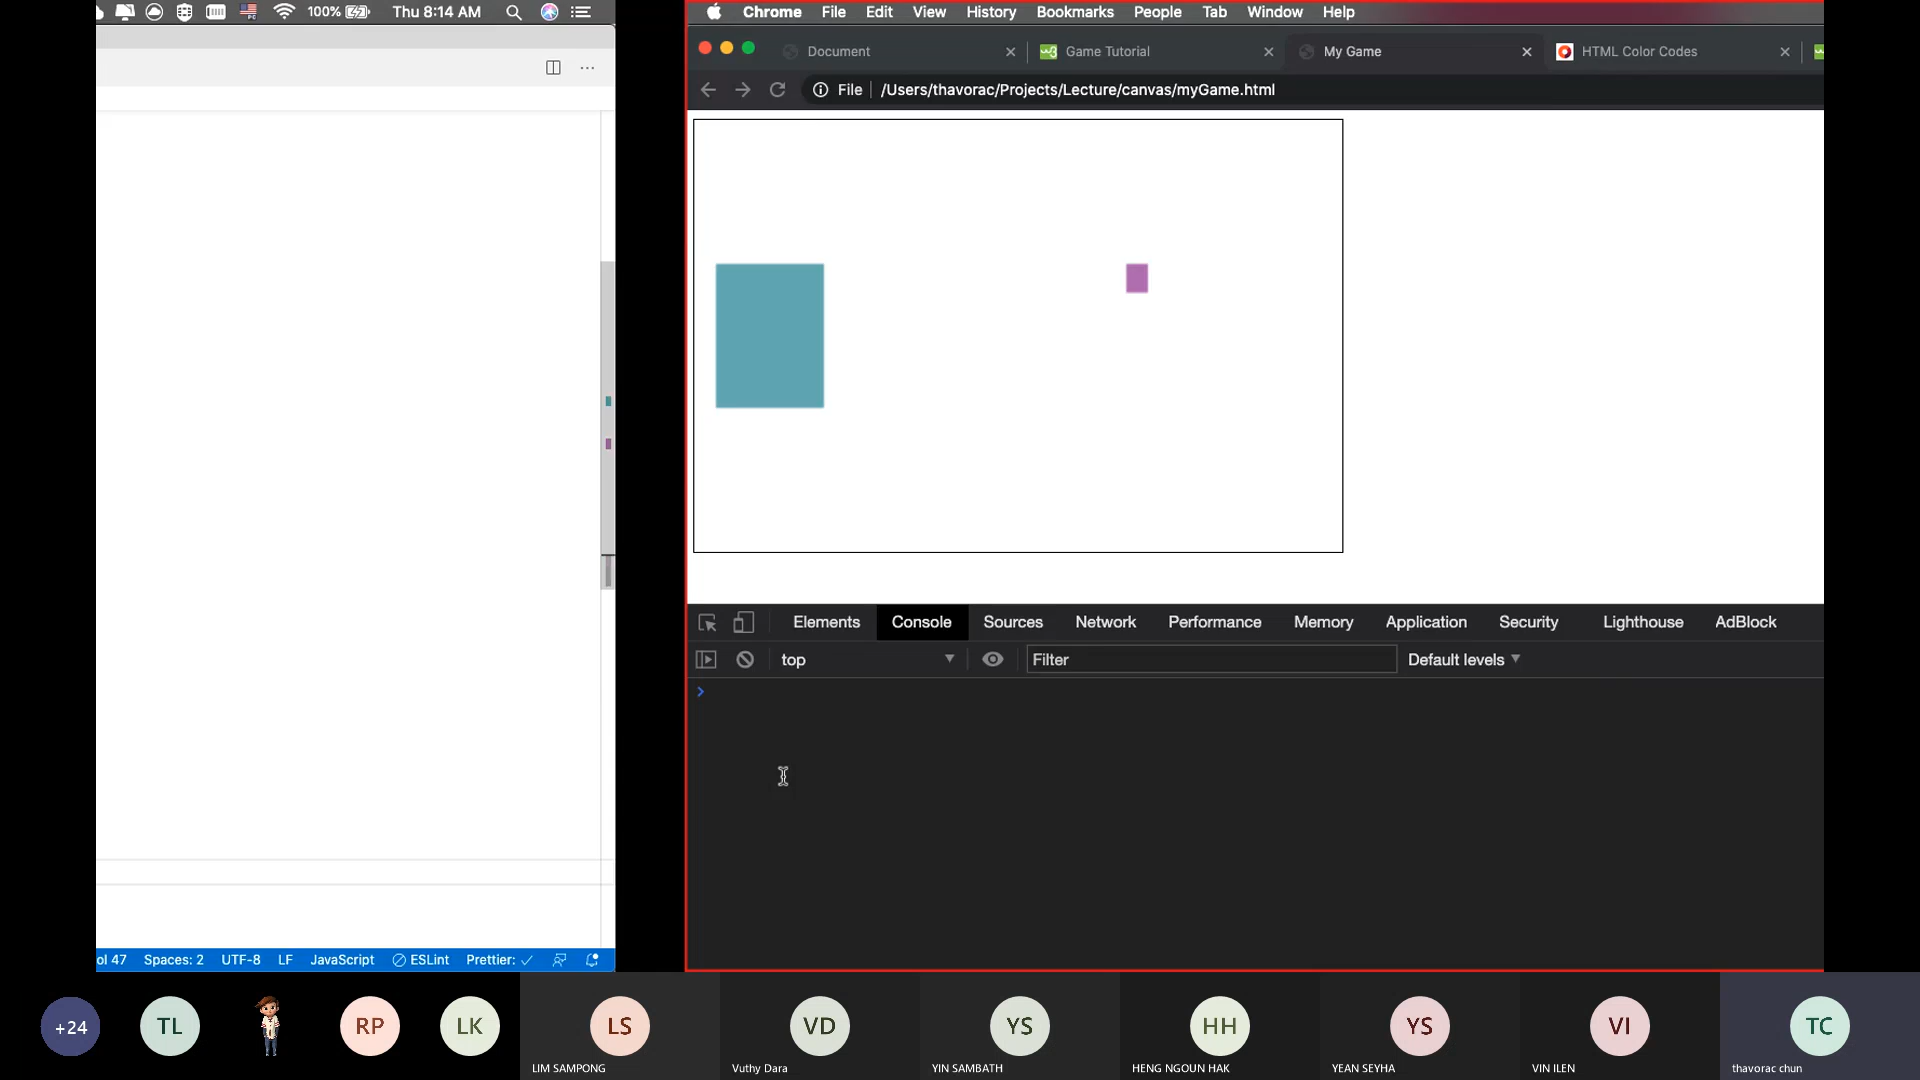 100% Thu 8:14 AM
Chrome File Edit View History Bookmarks People Tab Window Help
Document Game Tutorial My Game HTML Color Codes
File /Users/thavorac/Projects/Lecture/canvas/myGame.html
Elements Console Sources Network Performance Memory Application Security Lighthouse AdBlock
top Filter Default levels
ol 47 Spaces: 2 UTF-8 LF JavaScript ESLint Prettier:
+24 TL RP LK LS VD YS HH YS VI TC
LIM SAMPONG Vuthy Dara YIN SAMBATH HENG NGOUN HAK YEAN SEYHA VIN ILEN thavorac chun